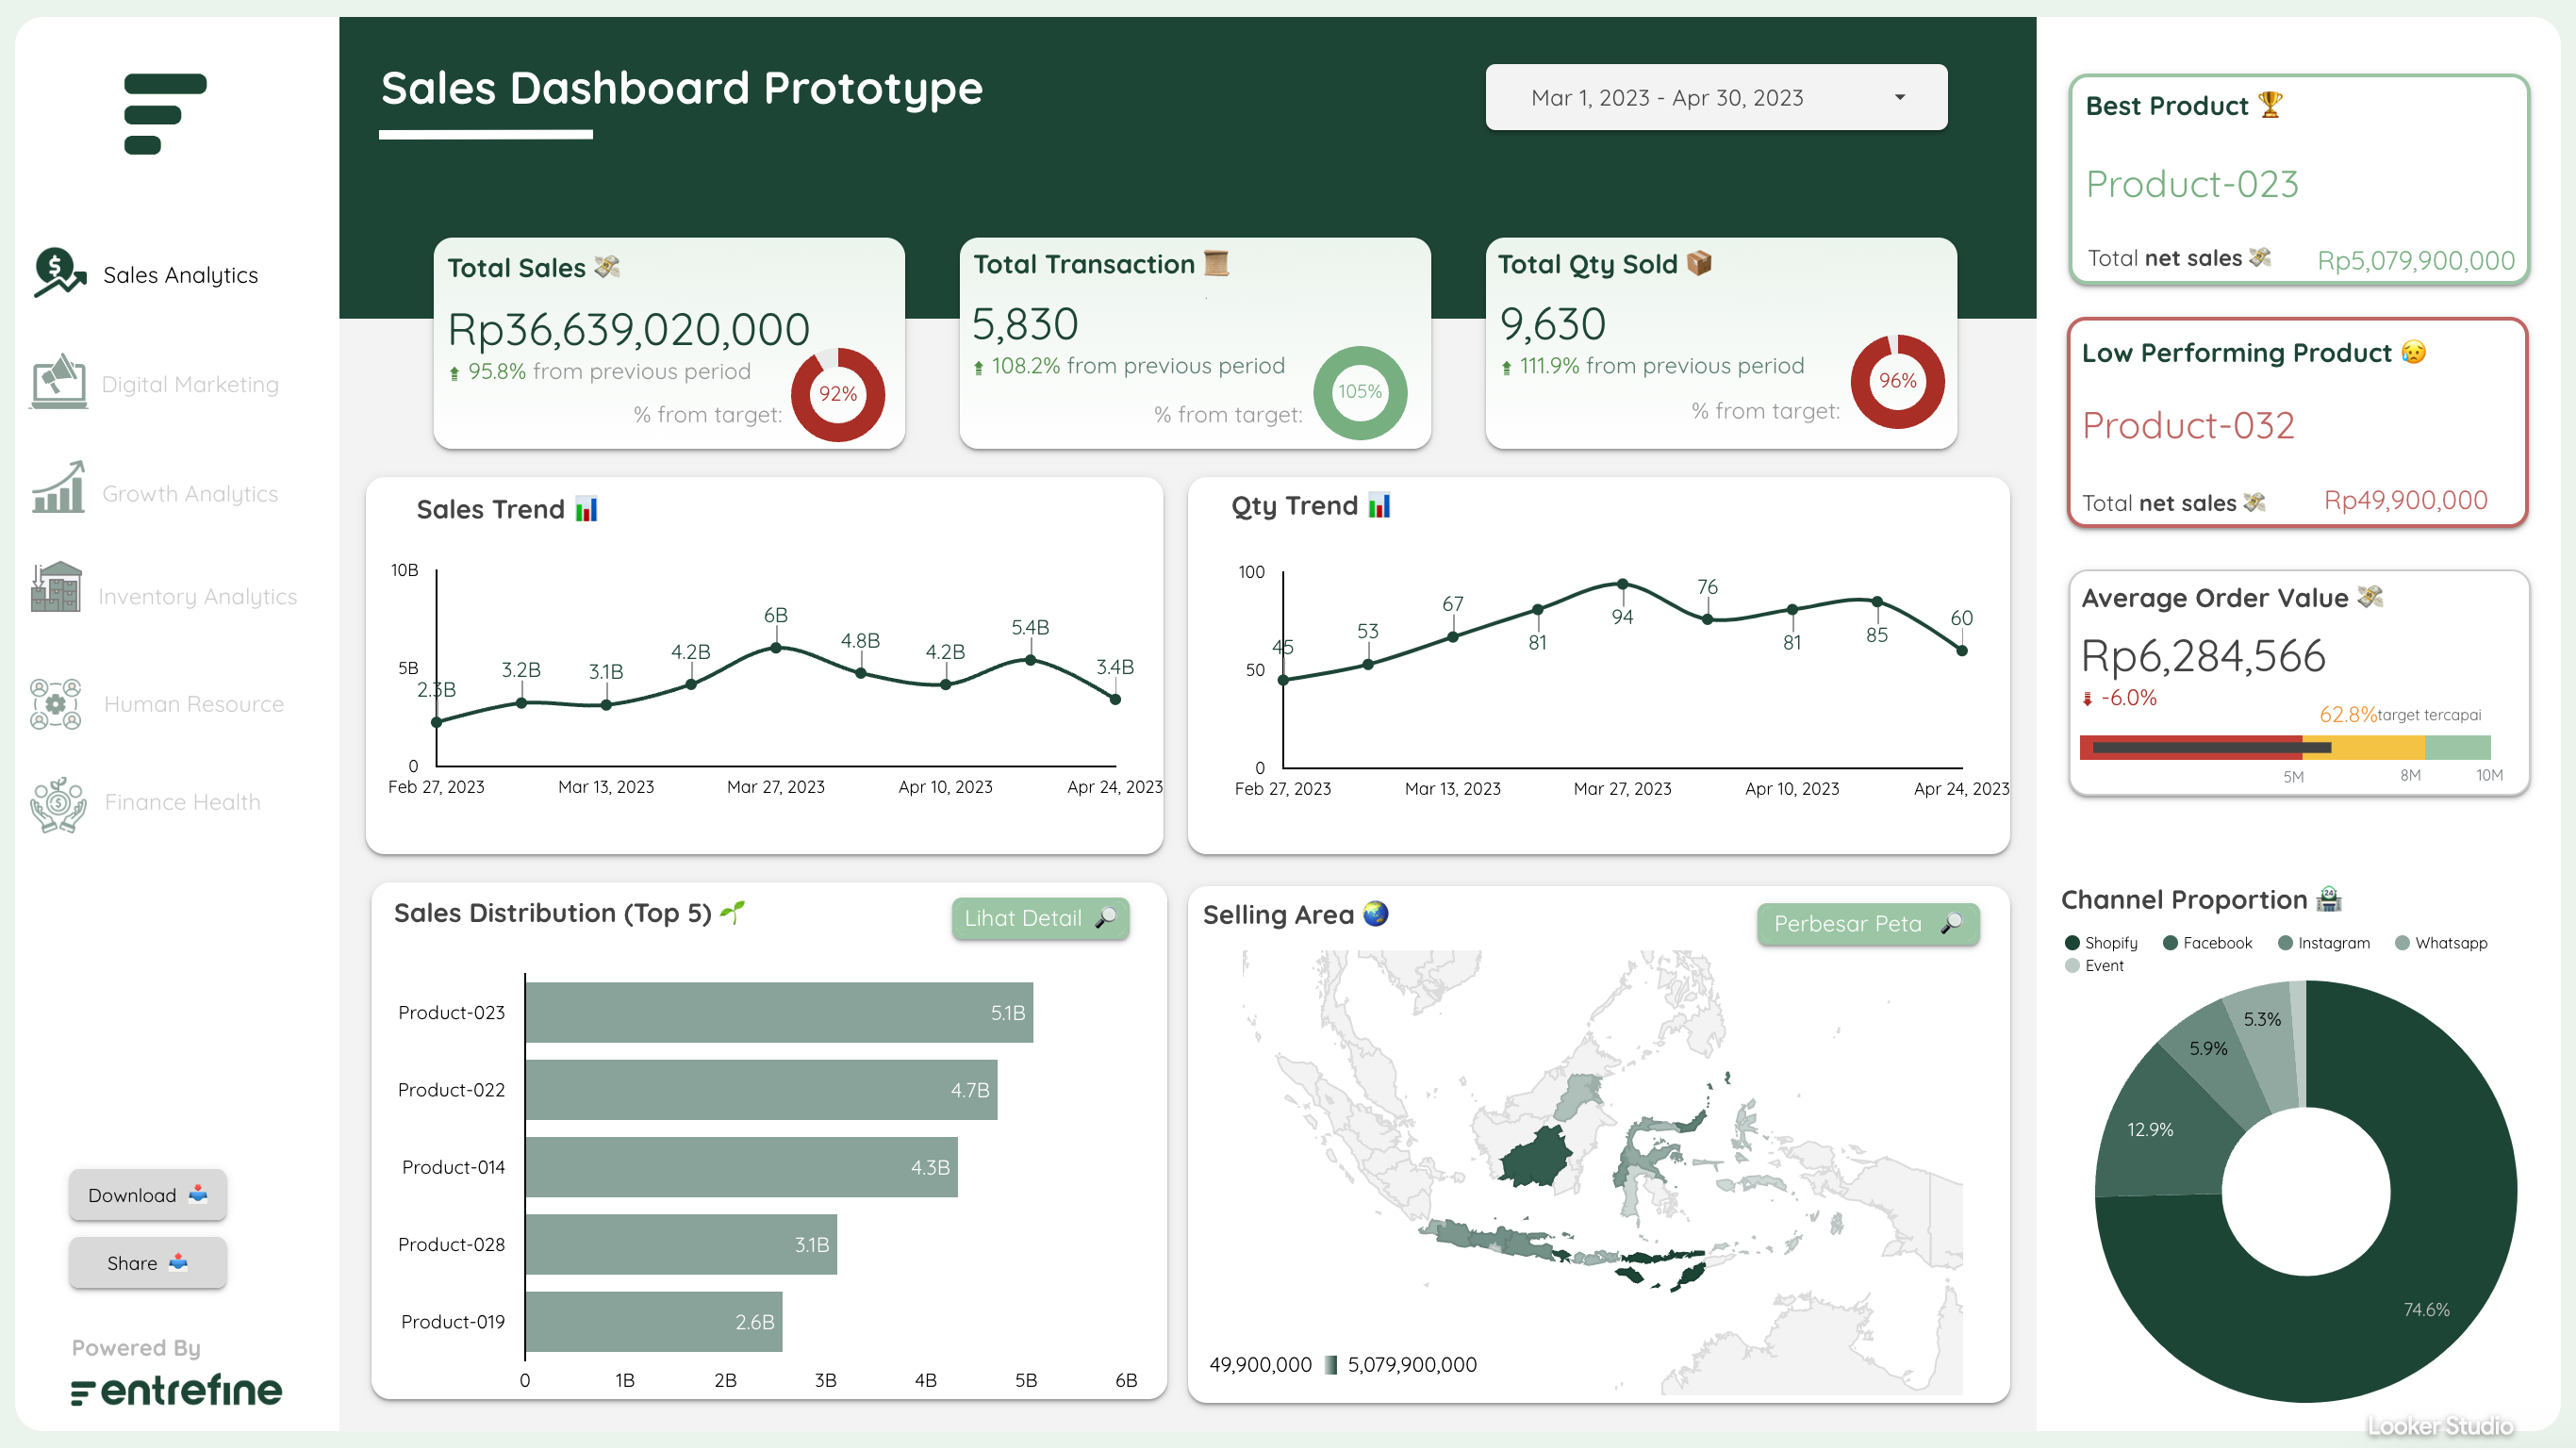 Sales Dashboard Prototype
Mar 1, 2023 - Apr 30, 2023
Sales Analytics
Digital Marketing
Growth Analytics
Inventory Analytics
Human Resource
Finance Health
Download
Share
Powered By
entrefine
Total Sales
Rp36,639,020,000
95.8% from previous period
% from target:
92%
Total Transaction
5,830
108.2% from previous period
% from target:
105%
Total Qty Sold
9,630
111.9% from previous period
% from target:
96%
Sales Trend
10B
5B
0
2.3B
3.2B
3.1B
4.2B
6B
4.8B
4.2B
5.4B
3.4B
Feb 27, 2023
Mar 13, 2023
Mar 27, 2023
Apr 10, 2023
Apr 24, 2023
Qty Trend
100
50
0
45
53
67
81
94
76
81
85
60
Feb 27, 2023
Mar 13, 2023
Mar 27, 2023
Apr 10, 2023
Apr 24, 2023
Sales Distribution (Top 5)
Lihat Detail
Product-023
5.1B
Product-022
4.7B
Product-014
4.3B
Product-028
3.1B
Product-019
2.6B
0
1B
2B
3B
4B
5B
6B
Selling Area
Perbesar Peta
49,900,000
5,079,900,000
Best Product
Product-023
Total net sales
Rp5,079,900,000
Low Performing Product
Product-032
Total net sales
Rp49,900,000
Average Order Value
Rp6,284,566
-6.0%
62.8% target tercapai
5M
8M
10M
Channel Proportion
Shopify
Facebook
Instagram
Whatsapp
Event
5.3%
5.9%
12.9%
74.6%
Looker Studio